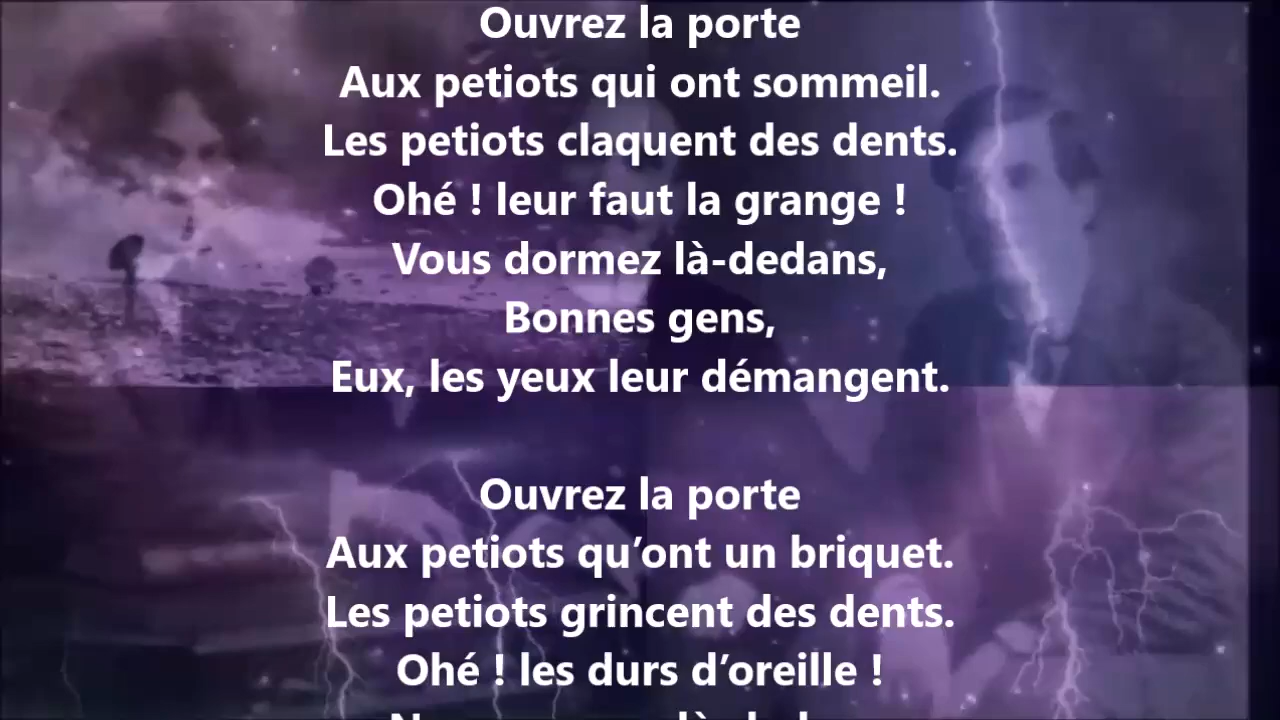 Ouvrez la porte
Aux petiots qui ont sommeil.
Les petiots claquent des dents.
Ohé ! leur faut la grange !
Vous dormez là-dedans,
Bonnes gens,
Eux, les yeux leur démangent.
Ouvrez la porte
Aux petiots qu’ont un briquet.
Les petiots grincent des dents.
Ohé ! les durs d’oreille !